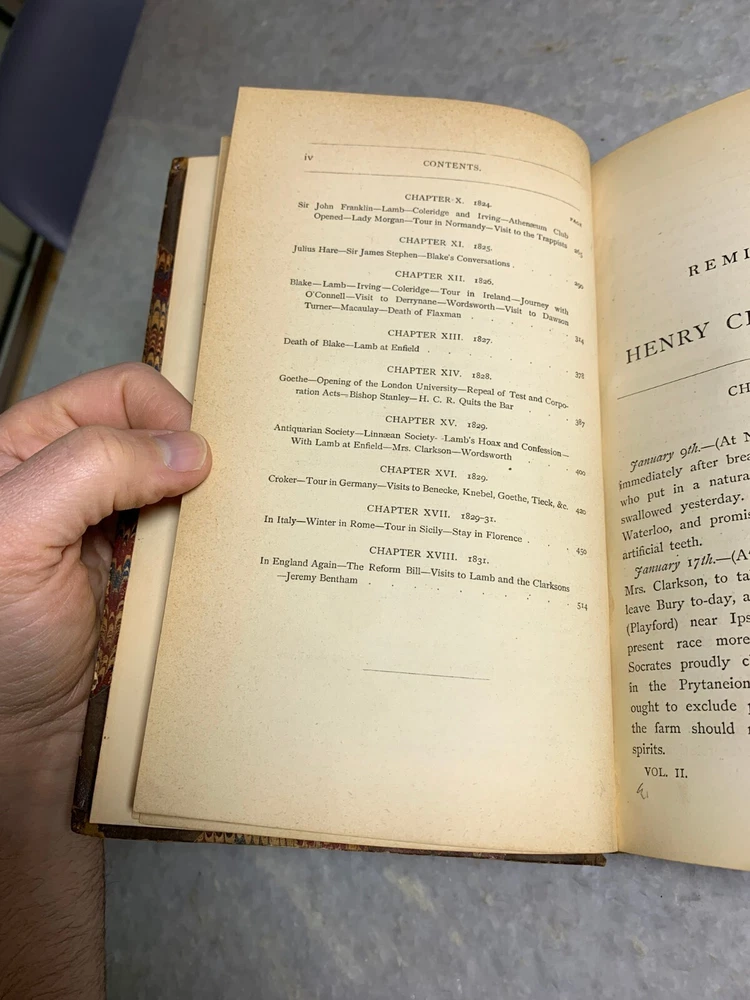 iv
CONTENTS.
CHAPTER X. 1824.
PAGE
Sir John Franklin—Lamb—Coleridge and Irving—Athenæum Club
Opened—Lady Morgan—Tour in Normandy—Visit to the Trappists 265
CHAPTER XI. 1825.
Julius Hare—Sir James Stephen—Blake's Conversations . . . 290
CHAPTER XII. 1826.
Blake—Lamb—Irving—Coleridge—Tour in Ireland—Journey with
O'Connell—Visit to Derrynane—Wordsworth—Visit to Dawson
Turner—Macaulay—Death of Flaxman . . . . . 314
CHAPTER XIII. 1827.
Death of Blake—Lamb at Enfield . . . . . . 378
CHAPTER XIV. 1828.
Goethe—Opening of the London University—Repeal of Test and Corpo-
ration Acts—Bishop Stanley—H. C. R. Quits the Bar . . . 387
CHAPTER XV. 1829.
Antiquarian Society—Linnæan Society--Lamb's Hoax and Confession—
With Lamb at Enfield—Mrs. Clarkson—Wordsworth . . . 400
CHAPTER XVI. 1829.
Croker—Tour in Germany—Visits to Benecke, Knebel, Goethe, Tieck, &c. 420
CHAPTER XVII. 1829-31.
In Italy—Winter in Rome—Tour in Sicily—Stay in Florence . . . 450
CHAPTER XVIII. 1831.
In England Again—The Reform Bill—Visits to Lamb and the Clarksons
—Jeremy Bentham . . . . . . . 514
REMI
HENRY C
CH
January 9th.—(At N
immediately after brea
who put in a natura
swallowed yesterday.
Waterloo, and promis
artificial teeth.
January 17th.—(A
Mrs. Clarkson, to ta
leave Bury to-day, a
(Playford) near Ips
present race more
Socrates proudly c
in the Prytaneion
ought to exclude
the farm should
spirits.
VOL. II.